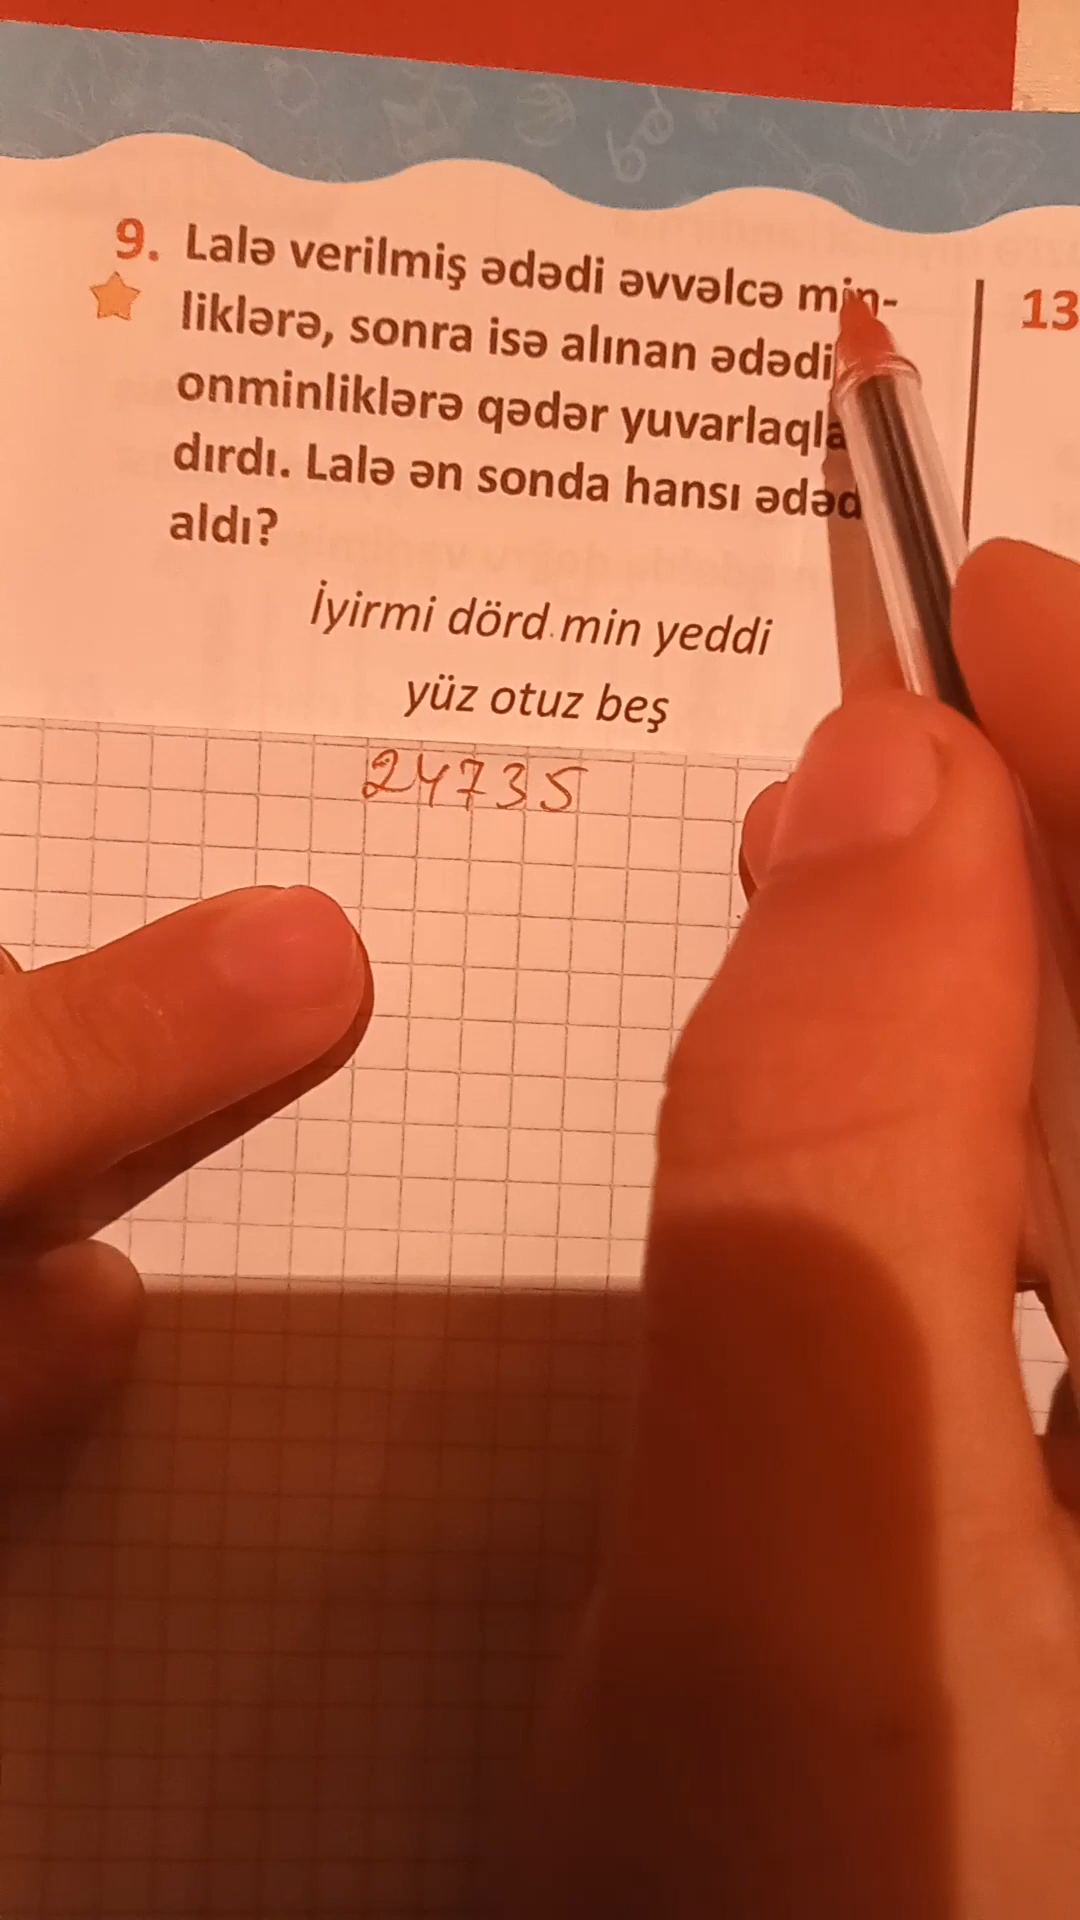 9. Lalə verilmiş ədədi əvvəlcə min-
liklərə, sonra isə alınan ədədi
onminliklərə qədər yuvarlaqla
dırdı. Lalə ən sonda hansı ədəd
aldı?
İyirmi dörd min yeddi
yüz otuz beş
24735
13